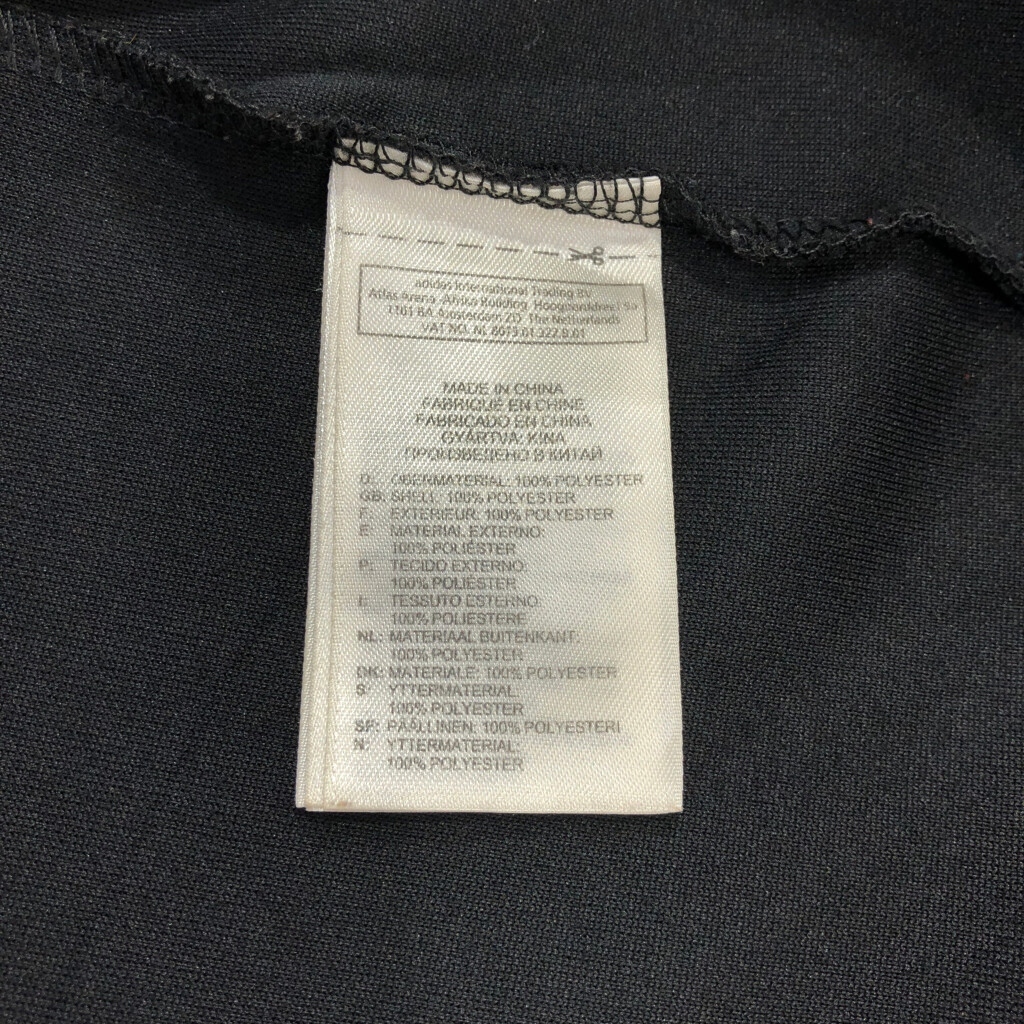 adidas International Trading BV
Atlas Arena Afrika Building Hoogoorddreef 9a
1101 BA Amsterdam ZO The Netherlands
VAT NO. NL 8073.01.327.B.01
MADE IN CHINA
FABRIQUÉ EN CHINE
FABRICADO EN CHINA
GYÁRTVA: KINA
ПРОИЗВЕДЕНО В КИТАЙ
D: OBERMATERIAL: 100% POLYESTER
GB: SHELL: 100% POLYESTER
F: EXTERIEUR: 100% POLYESTER
E: MATERIAL EXTERNO:
100% POLIÉSTER
P: TECIDO EXTERNO:
100% POLIÉSTER
I: TESSUTO ESTERNO:
100% POLIESTERE
NL: MATERIAAL BUITENKANT:
100% POLYESTER
DK: MATERIALE: 100% POLYESTER
S: YTTERMATERIAL:
100% POLYESTER
SF: PÄÄLLINEN: 100% POLYESTERI
N: YTTERMATERIAL:
100% POLYESTER